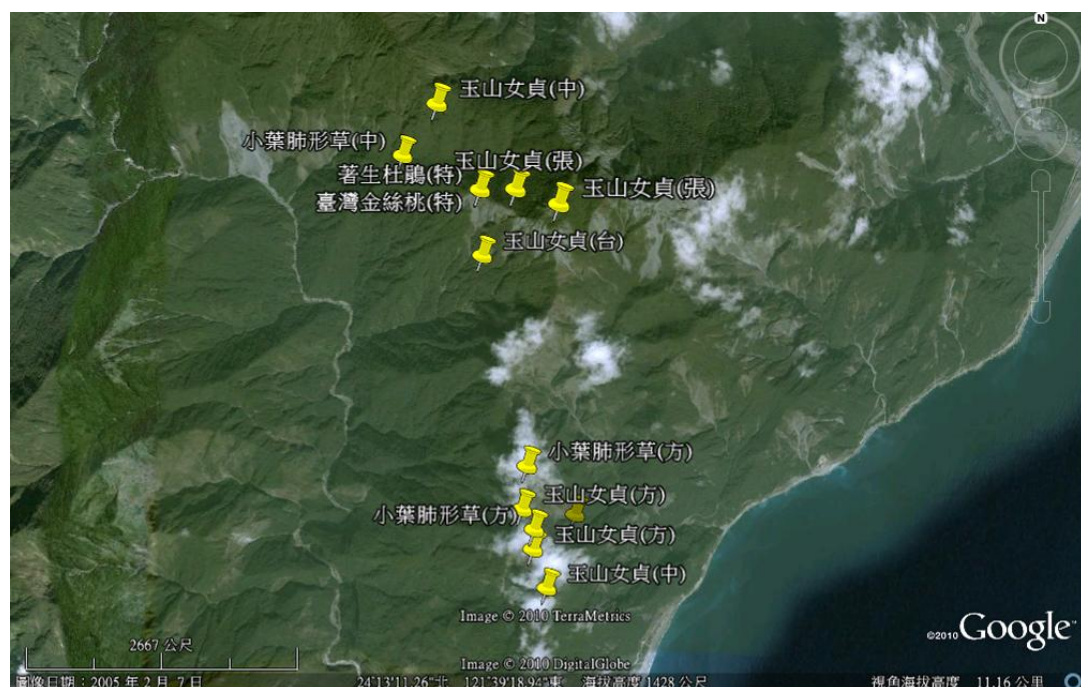 N
玉山女貞(中)
小葉肺形草(中)
玉山女貞(張)
著生杜鵑(特)
玉山女貞(張)
臺灣金絲桃(特)
玉山女貞(台)
小葉肺形草(方)
玉山女貞(方)
小葉肺形草(方)
玉山女貞(方)
玉山女貞(中)
Image © 2010 TerraMetrics
©2010 Google™
2667 公尺
Image © 2010 DigitalGlobe
圖像日期：2005 年 2 月 7 日 24°13'11.26"北 121°39'18.94"東 海拔高度 1428 公尺 視角海拔高度 11.16 公里